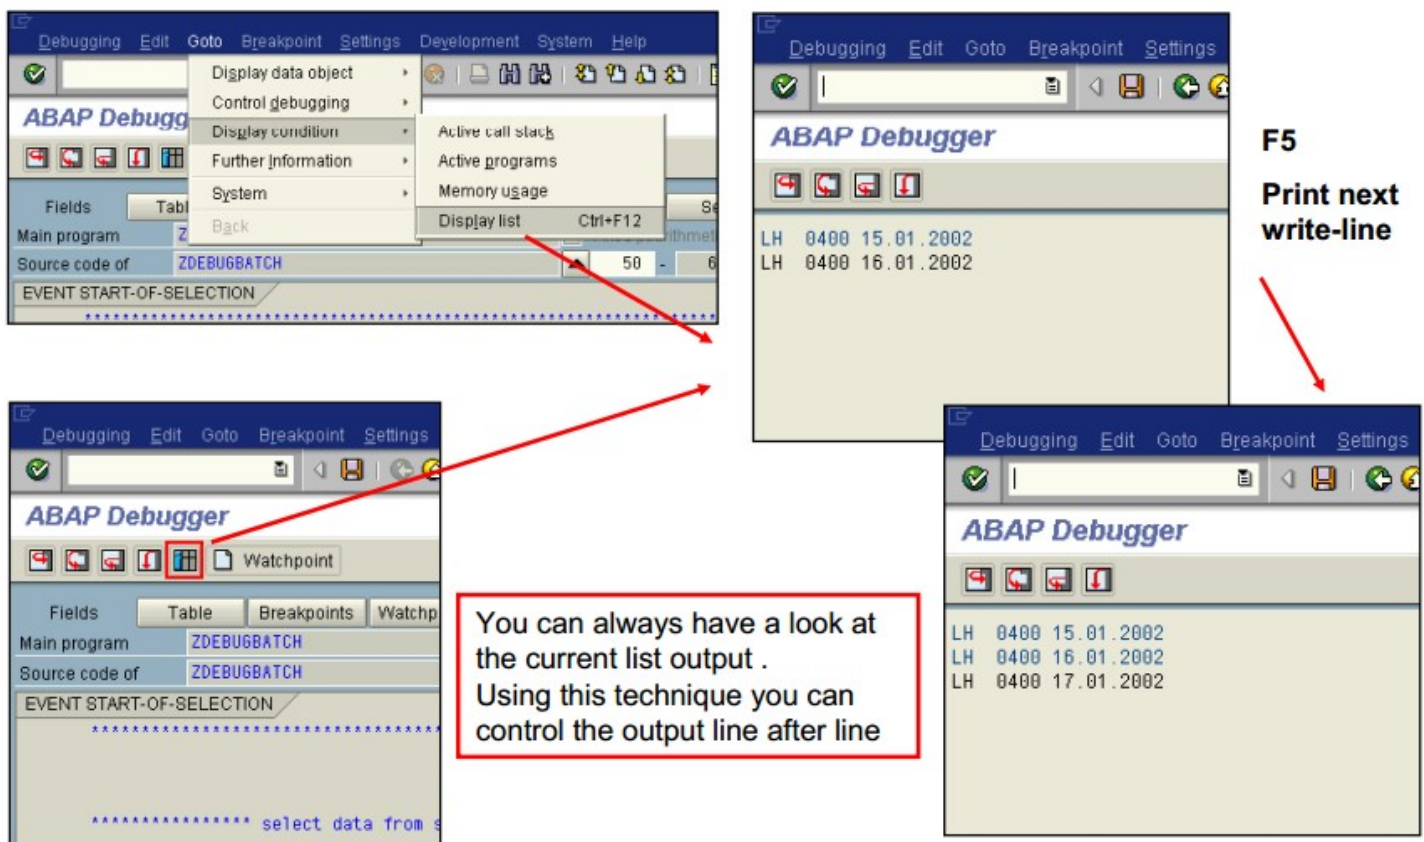 Debugging Edit Goto Breakpoint Settings Development System Help
Display data object
Control debugging
Display condition
Further Information
System
Back
Active call stack
Active programs
Memory usage
Display list Ctrl+F12
ABAP Debugg
Fields Tabl
Main program Z
Source code of ZDEBUGBATCH 50 - 6
EVENT START-OF-SELECTION
Debugging Edit Goto Breakpoint Settings
ABAP Debugger
LH 0400 15.01.2002
LH 0400 16.01.2002
F5
Print next
write-line
Debugging Edit Goto Breakpoint Settings
ABAP Debugger
Watchpoint
Fields Table Breakpoints Watchp
Main program ZDEBUGBATCH
Source code of ZDEBUGBATCH
EVENT START-OF-SELECTION
***************** select data from s
You can always have a look at
the current list output .
Using this technique you can
control the output line after line
Debugging Edit Goto Breakpoint Settings
ABAP Debugger
LH 0400 15.01.2002
LH 0400 16.01.2002
LH 0400 17.01.2002